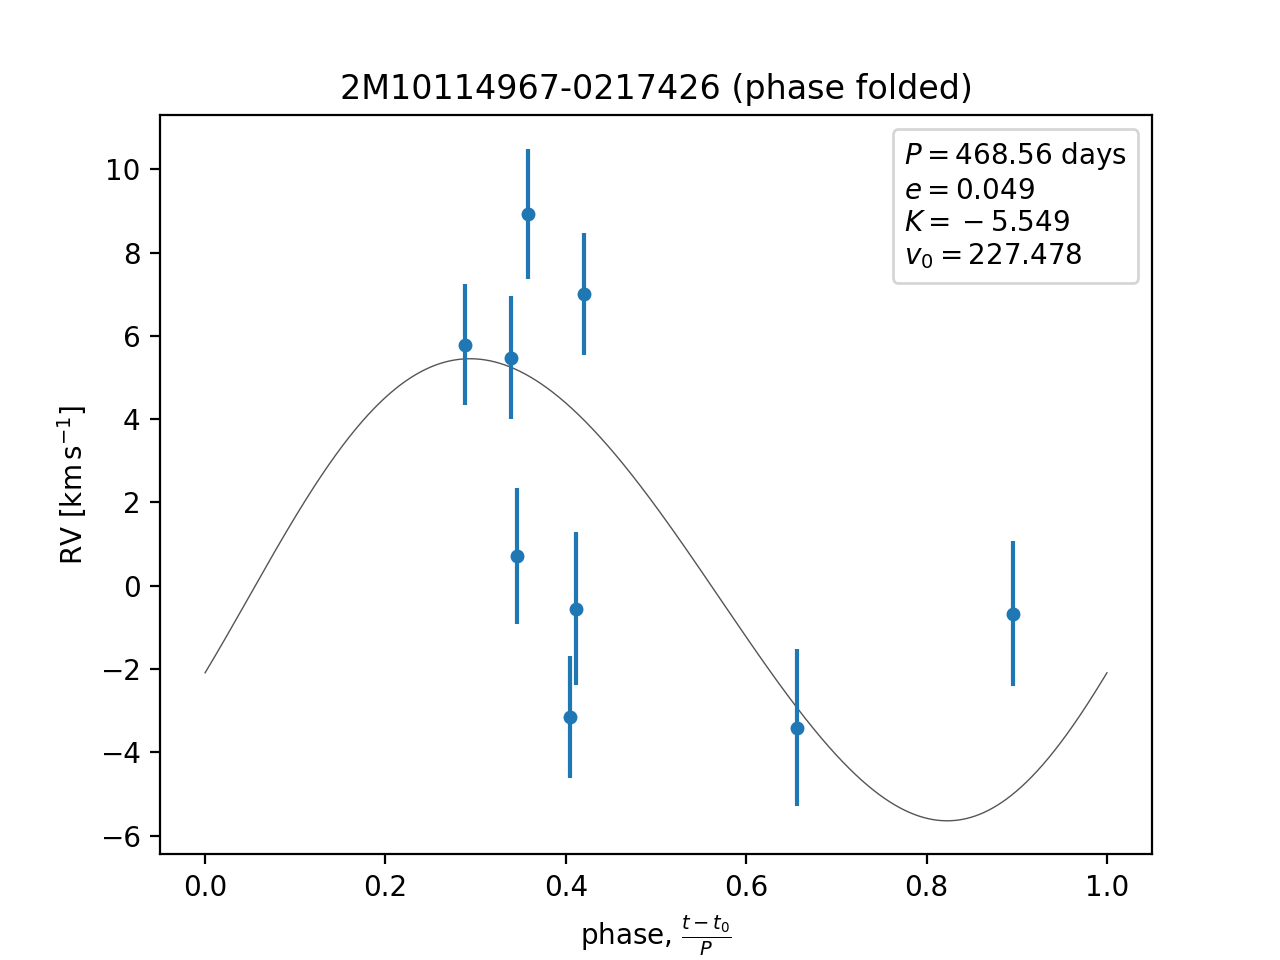 2M10114967-0217426 (phase folded)
P = 468.56 days
e = 0.049
K = −5.549
v₀ = 227.478
10
8
6
4
2
0
−2
−4
−6
RV [km s⁻¹]
0.0 0.2 0.4 0.6 0.8 1.0
phase, (t − t₀)/P